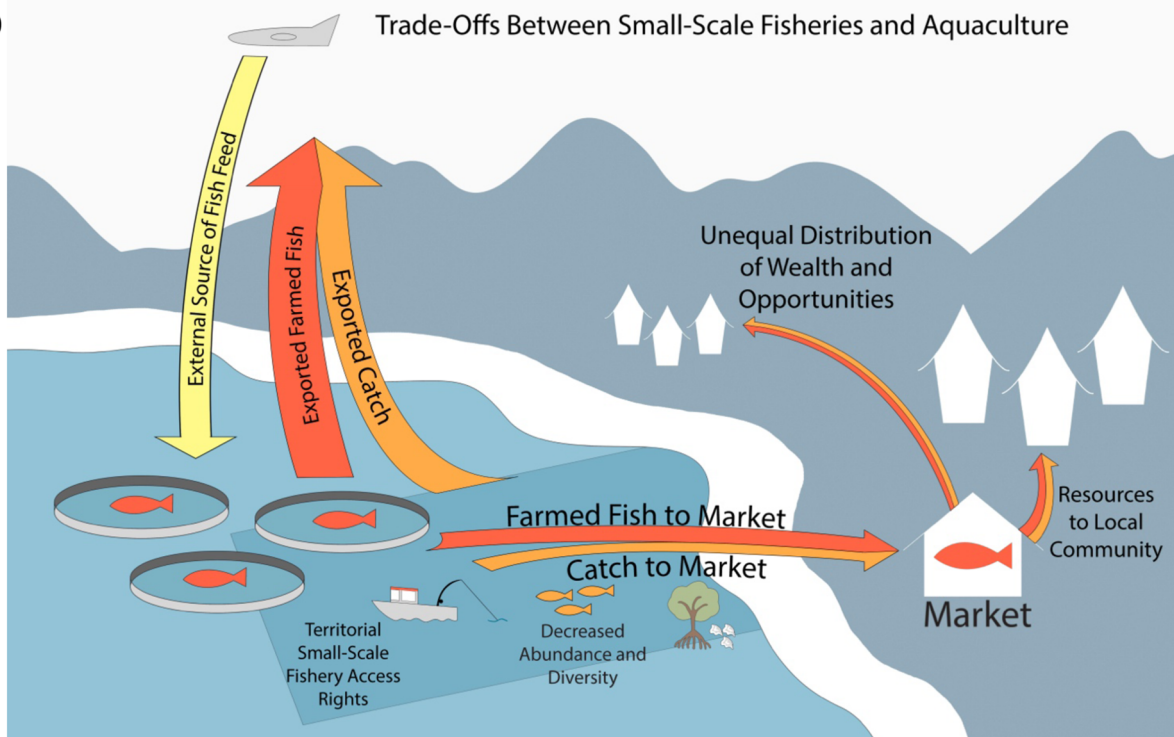 Trade-Offs Between Small-Scale Fisheries and Aquaculture
External Source of Fish Feed
Exported Farmed Fish
Exported Catch
Unequal Distribution
of Wealth and
Opportunities
Farmed Fish to Market
Catch to Market
Resources
to Local
Community
Market
Territorial
Small-Scale
Fishery Access
Rights
Decreased
Abundance and
Diversity